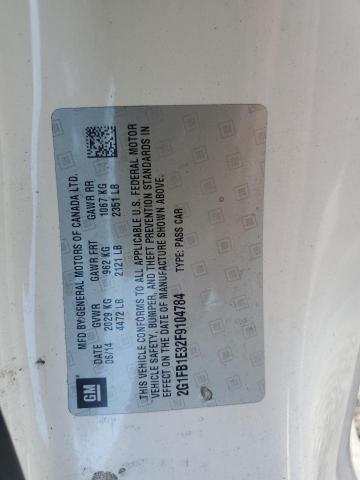 MFD BY:GENERAL MOTORS OF CANADA LTD.
DATE GVWR GAWR FRT GAWR RR
06/14 2029 KG 962 KG 1067 KG
4472 LB 2121 LB 2351 LB
THIS VEHICLE CONFORMS TO ALL APPLICABLE U.S. FEDERAL MOTOR
VEHICLE SAFETY, BUMPER, AND THEFT PREVENTION STANDARDS IN
EFFECT ON THE DATE OF MANUFACTURE SHOWN ABOVE.
2G1FB1E32F9104784 TYPE: PASS CAR
GM